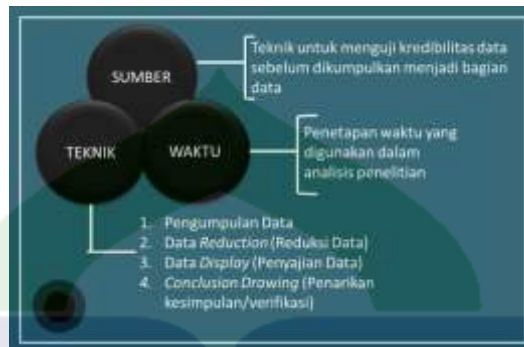 SUMBER
Teknik untuk menguji kredibilitas data
sebelum dikumpulkan menjadi bagian
data
TEKNIK
WAKTU
Penetapan waktu yang
digunakan dalam
analisis penelitian
1. Pengumpulan Data
2. Data Reduction (Reduksi Data)
3. Data Display (Penyajian Data)
4. Conclusion Drawing (Penarikan
kesimpulan/verifikasi)